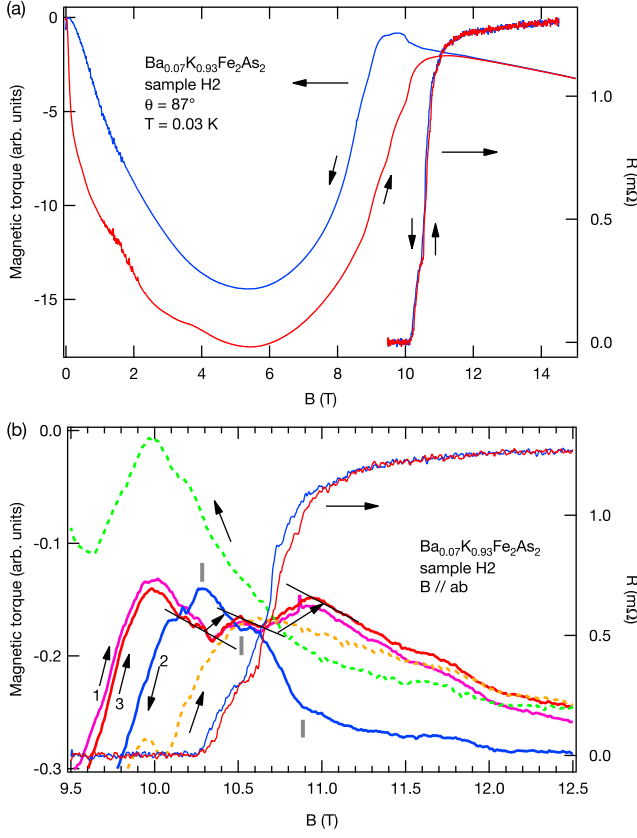 (a)
0
-5
-10
-15
Magnetic torque (arb. units)
Ba0.07K0.93Fe2As2
sample H2
θ = 87°
T = 0.03 K
1.0
0.5
0.0
R (mΩ)
0 2 4 6 8 10 12 14
B (T)
(b)
0.0
-0.1
-0.2
-0.3
Magnetic torque (arb. units)
Ba0.07K0.93Fe2As2
sample H2
B // ab
1 3 2
1.0
0.5
0.0
R (mΩ)
9.5 10.0 10.5 11.0 11.5 12.0 12.5
B (T)